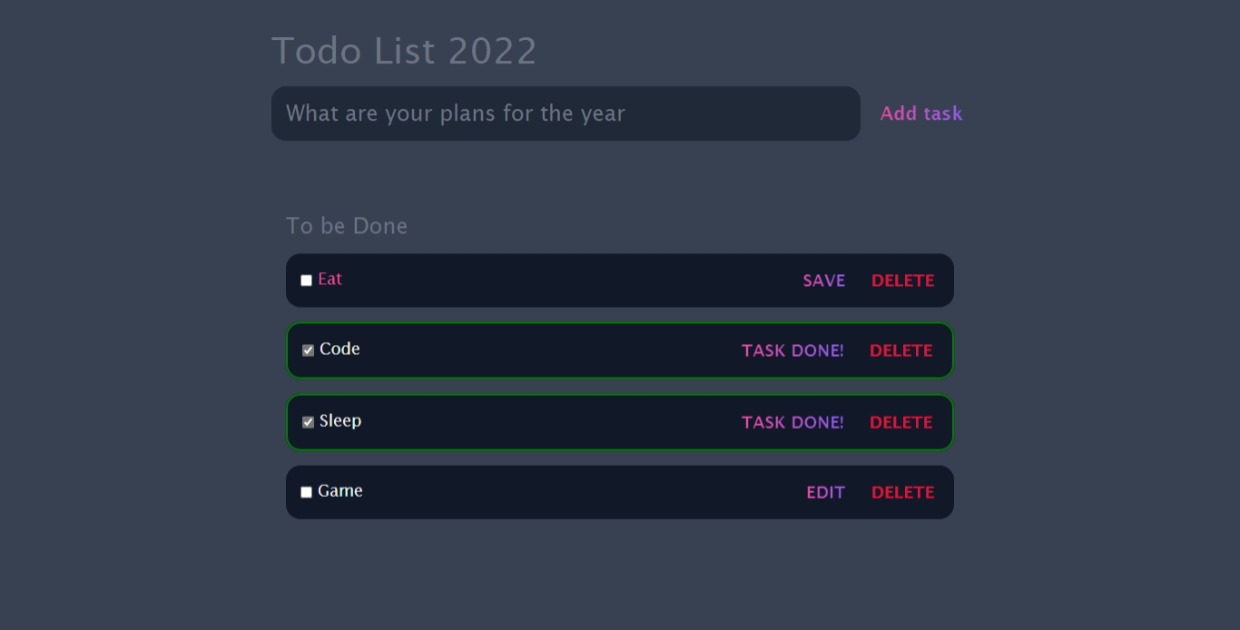 Todo List 2022
What are your plans for the year Add task
To be Done
Eat SAVE DELETE
Code TASK DONE! DELETE
Sleep TASK DONE! DELETE
Game EDIT DELETE